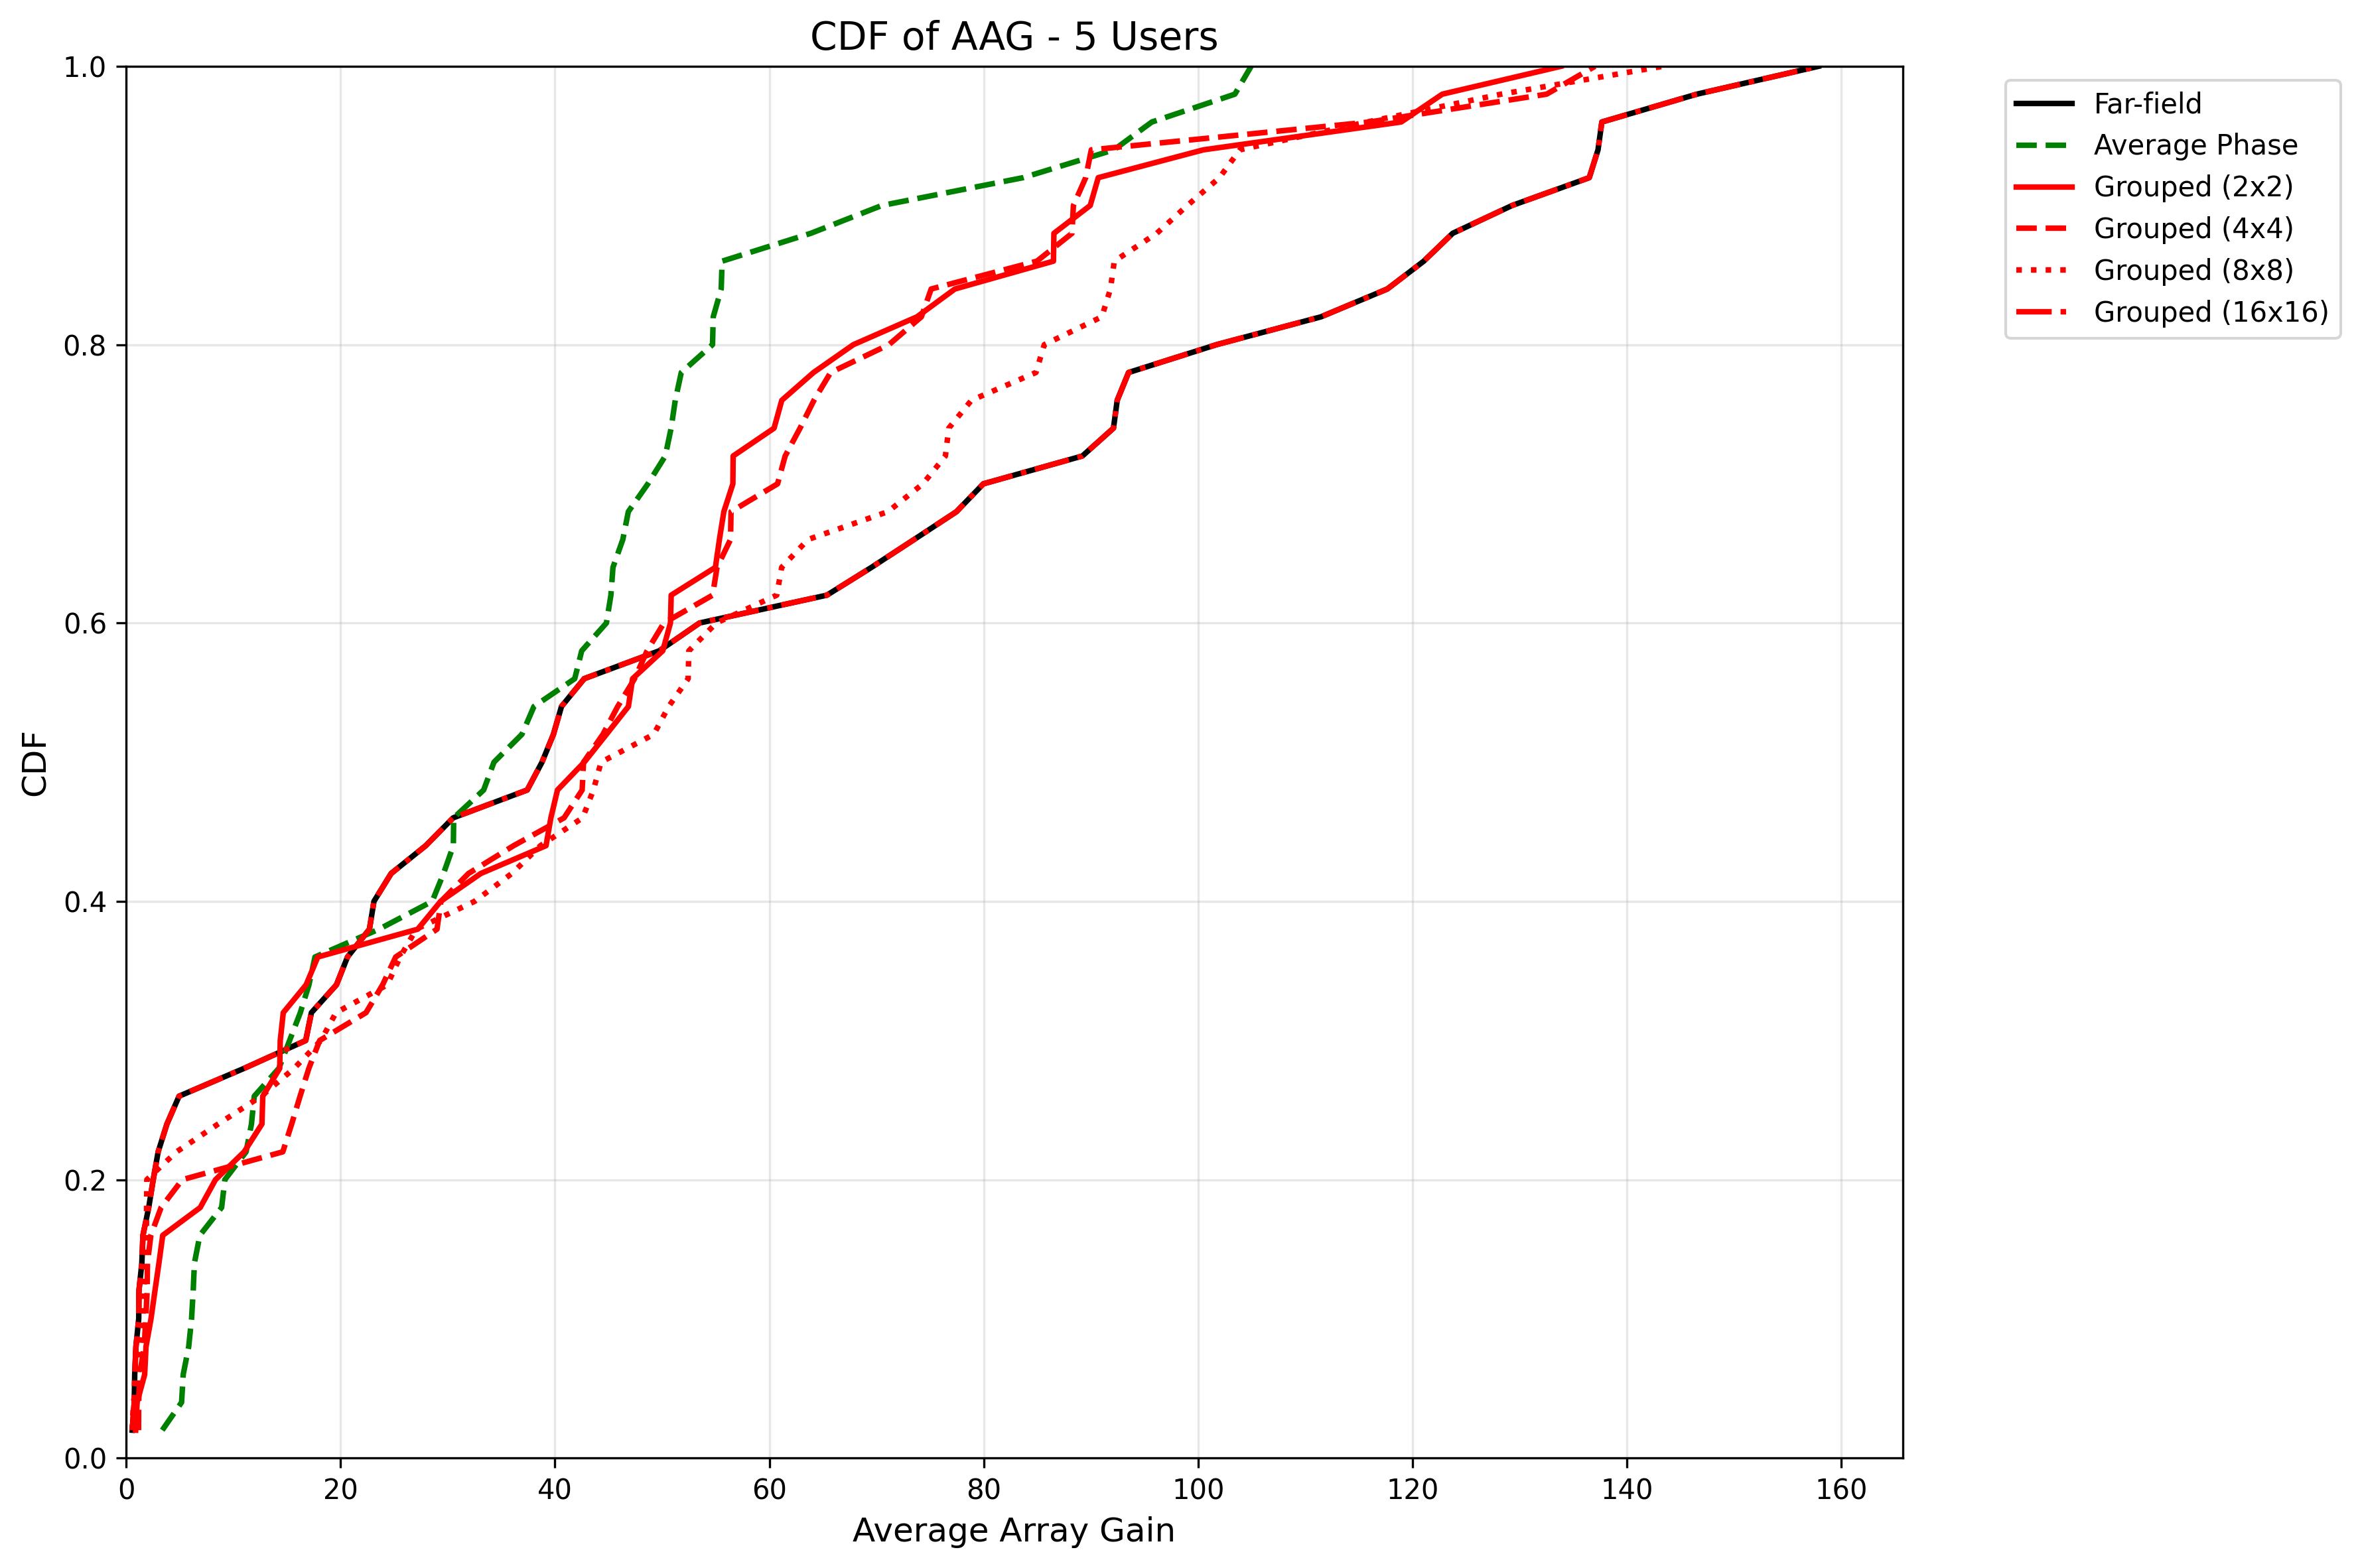 CDF of AAG - 5 Users
1.0
0.8
0.6
0.4
0.2
0.0
CDF
0 20 40 60 80 100 120 140 160
Average Array Gain
Far-field
Average Phase
Grouped (2x2)
Grouped (4x4)
Grouped (8x8)
Grouped (16x16)